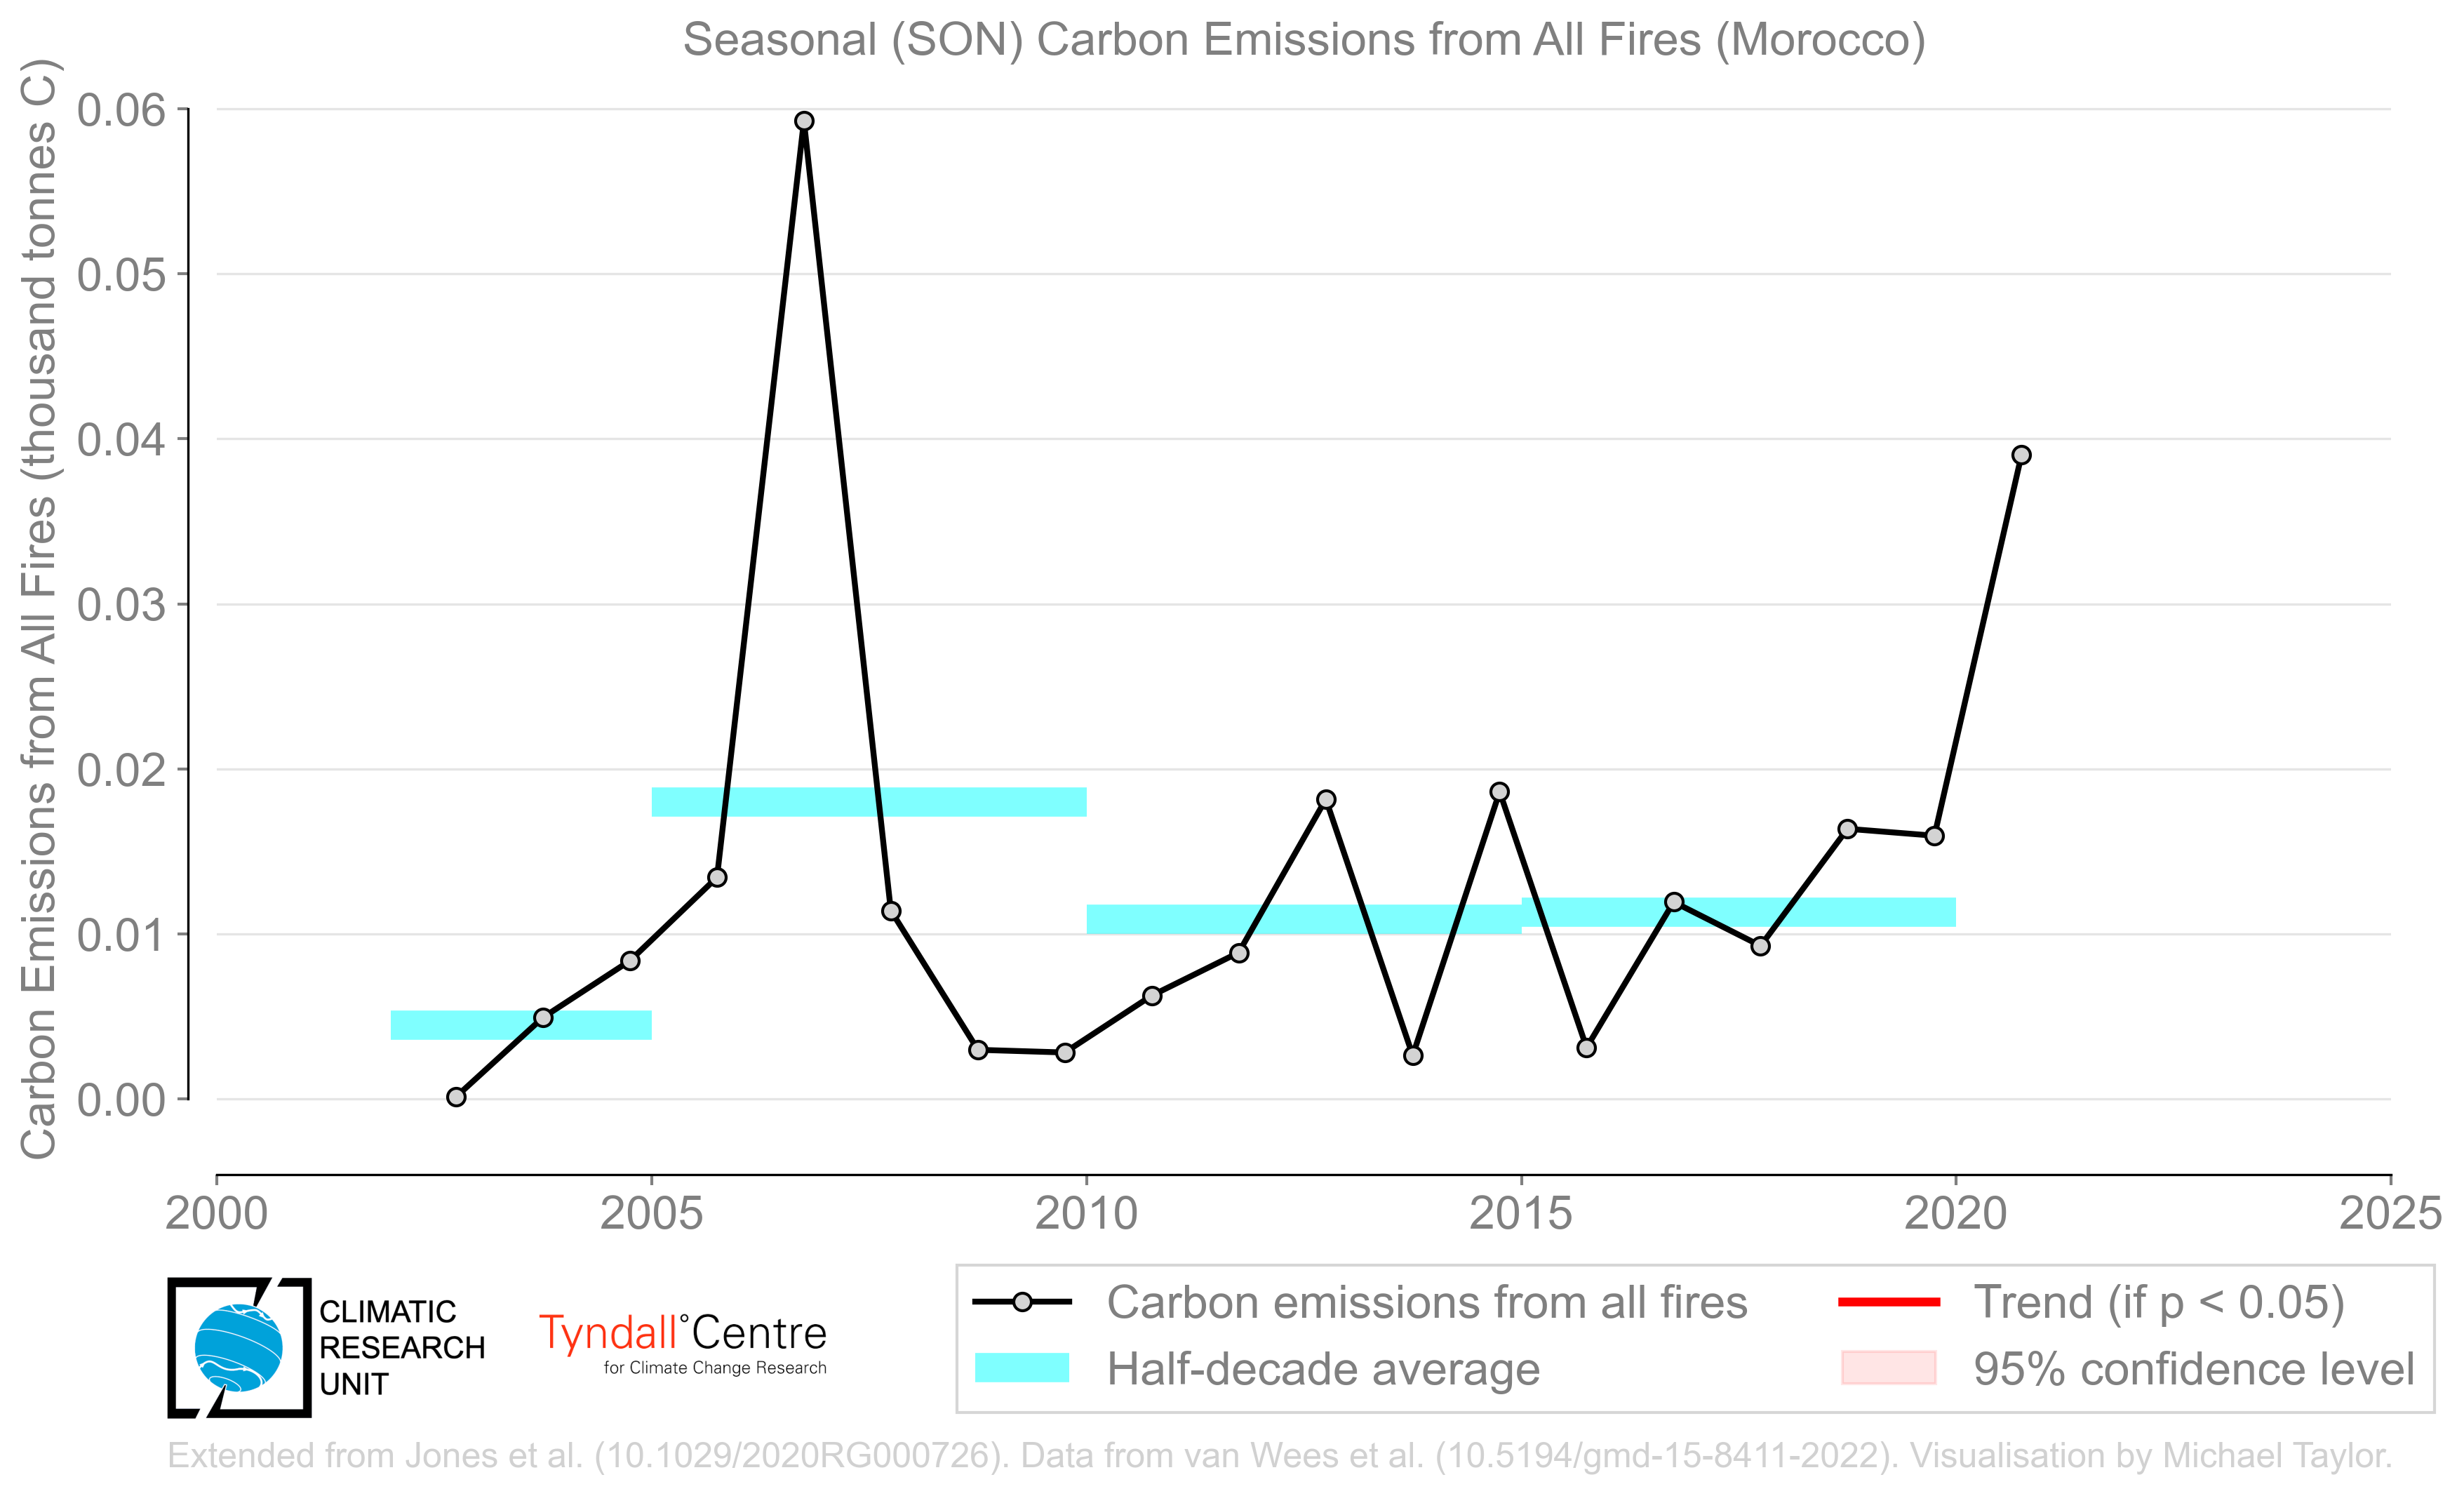 Seasonal (SON) Carbon Emissions from All Fires (Morocco)
Carbon Emissions from All Fires (thousand tonnes C)
0.06
0.05
0.04
0.03
0.02
0.01
0.00
2000
2005
2010
2015
2020
2025
CLIMATIC
RESEARCH
UNIT
Tyndall°Centre
for Climate Change Research
Carbon emissions from all fires
Half-decade average
Trend (if p < 0.05)
95% confidence level
Extended from Jones et al. (10.1029/2020RG000726). Data from van Wees et al. (10.5194/gmd-15-8411-2022). Visualisation by Michael Taylor.